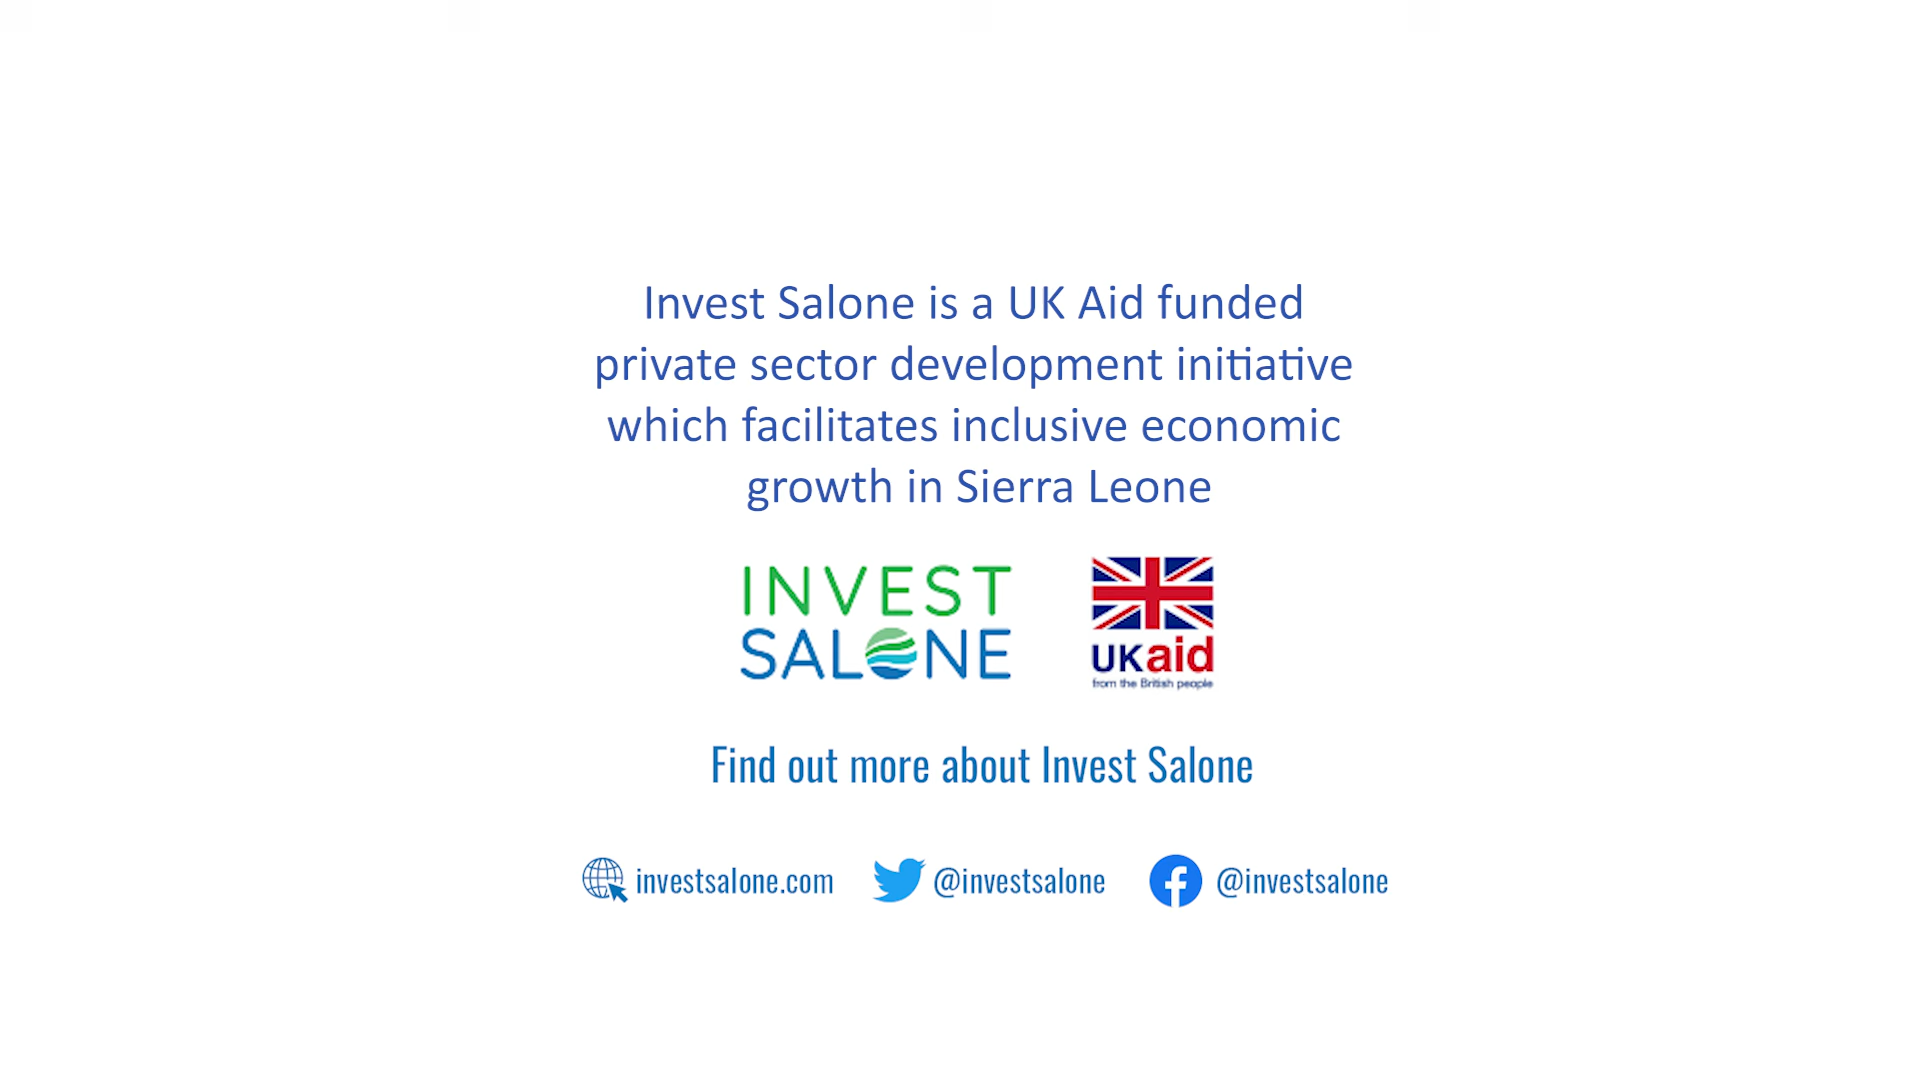 Invest Salone is a UK Aid funded
private sector development initiative
which facilitates inclusive economic
growth in Sierra Leone
INVEST
SALONE
UKaid
from the British people
Find out more about Invest Salone
investsalone.com @investsalone @investsalone